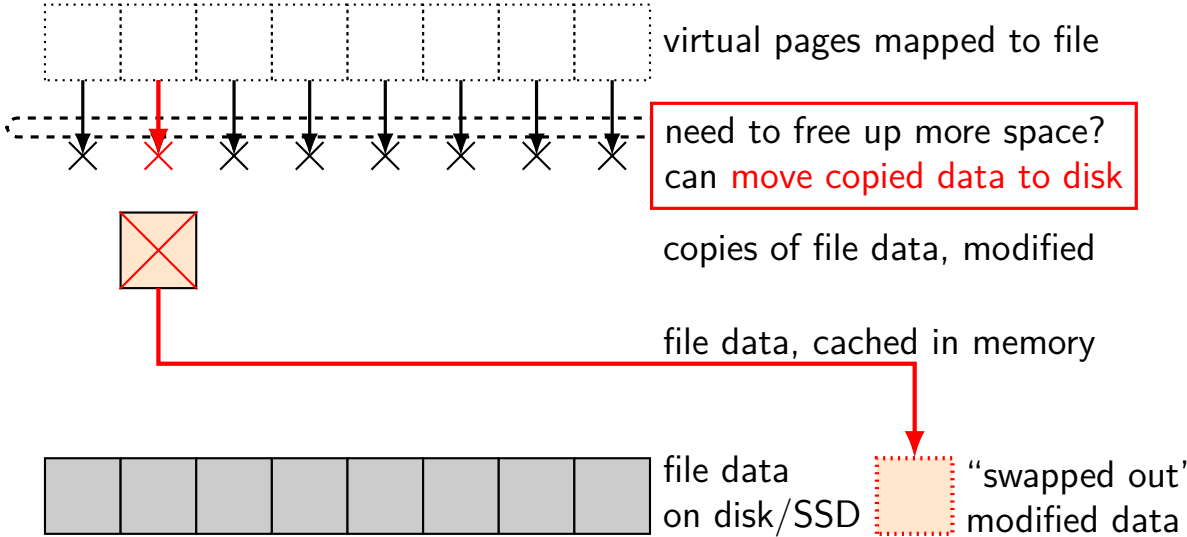 virtual pages mapped to file
need to free up more space?
can move copied data to disk
copies of file data, modified
file data, cached in memory
file data
on disk/SSD
“swapped out’
modified data